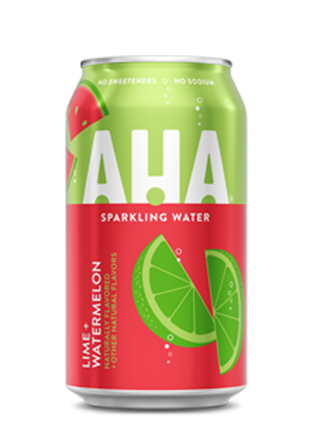 NO SWEETENERS • NO SODIUM
AHA
SPARKLING WATER
LIME +
WATERMELON
NATURALLY FLAVORED
+ OTHER NATURAL FLAVORS